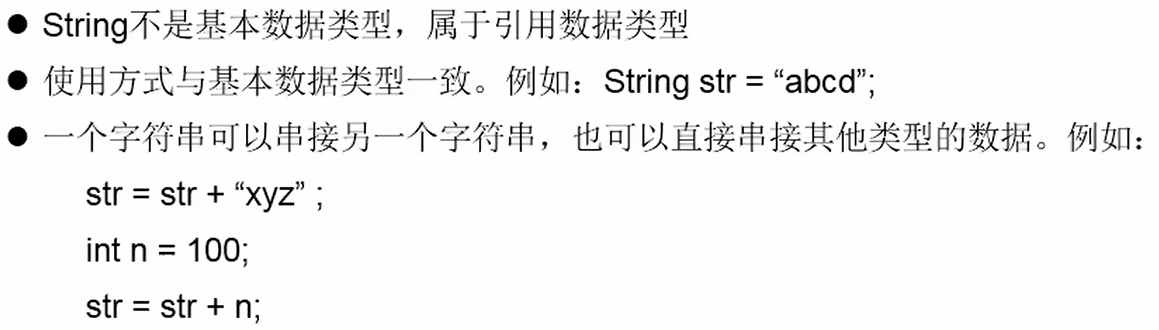 ● String不是基本数据类型，属于引用数据类型
● 使用方式与基本数据类型一致。例如：String str = “abcd”;
● 一个字符串可以串接另一个字符串，也可以直接串接其他类型的数据。例如：
str = str + “xyz” ;
int n = 100;
str = str + n;